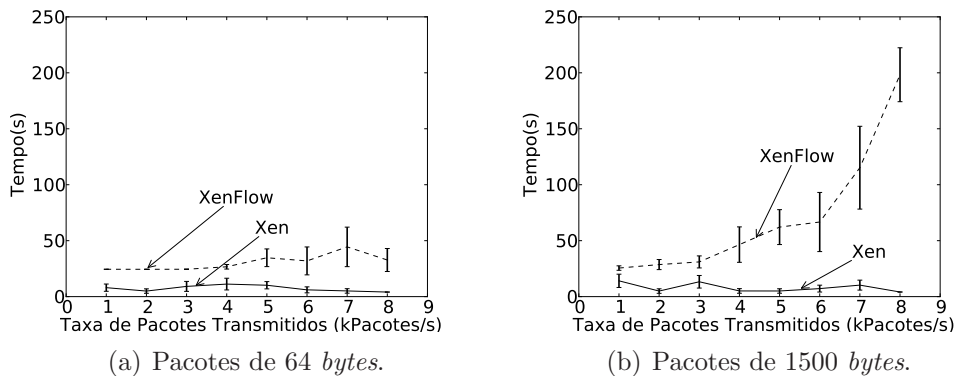 250
200
150
100
50
0
Tempo(s)
XenFlow
Xen
0 1 2 3 4 5 6 7 8 9
Taxa de Pacotes Transmitidos (kPacotes/s)
(a) Pacotes de 64 bytes.
250
200
150
100
50
0
Tempo(s)
XenFlow
Xen
0 1 2 3 4 5 6 7 8 9
Taxa de Pacotes Transmitidos (kPacotes/s)
(b) Pacotes de 1500 bytes.